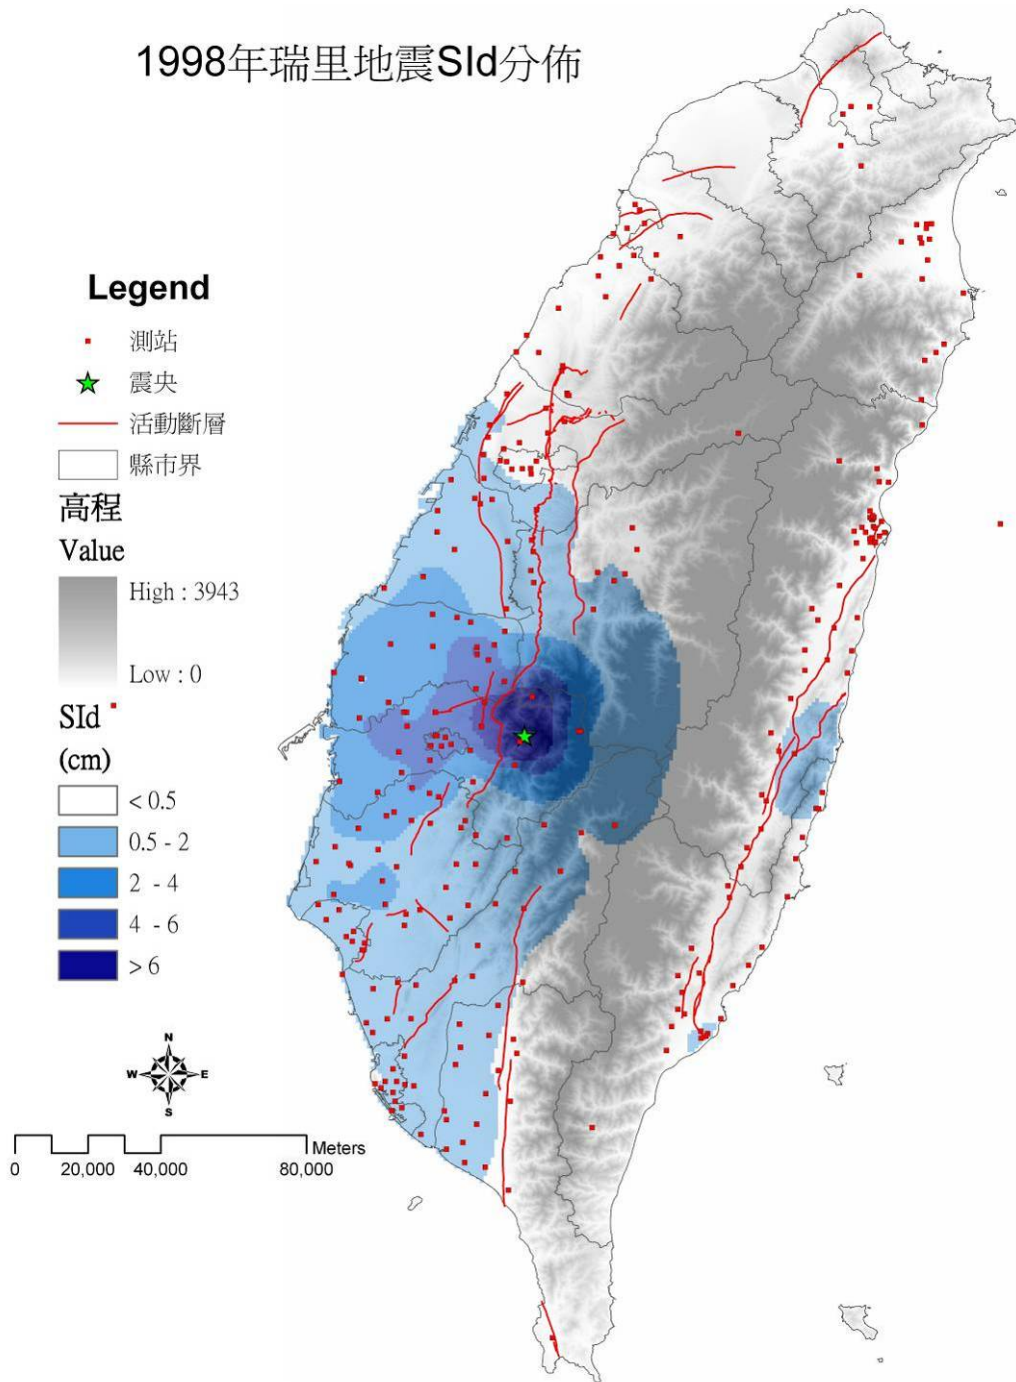 1998年瑞里地震SId分佈
Legend
測站
震央
活動斷層
縣市界
高程
Value
High : 3943
Low : 0
SId
(cm)
< 0.5
0.5 - 2
2 - 4
4 - 6
> 6
N
W E
S
Meters
0 20,000 40,000 80,000